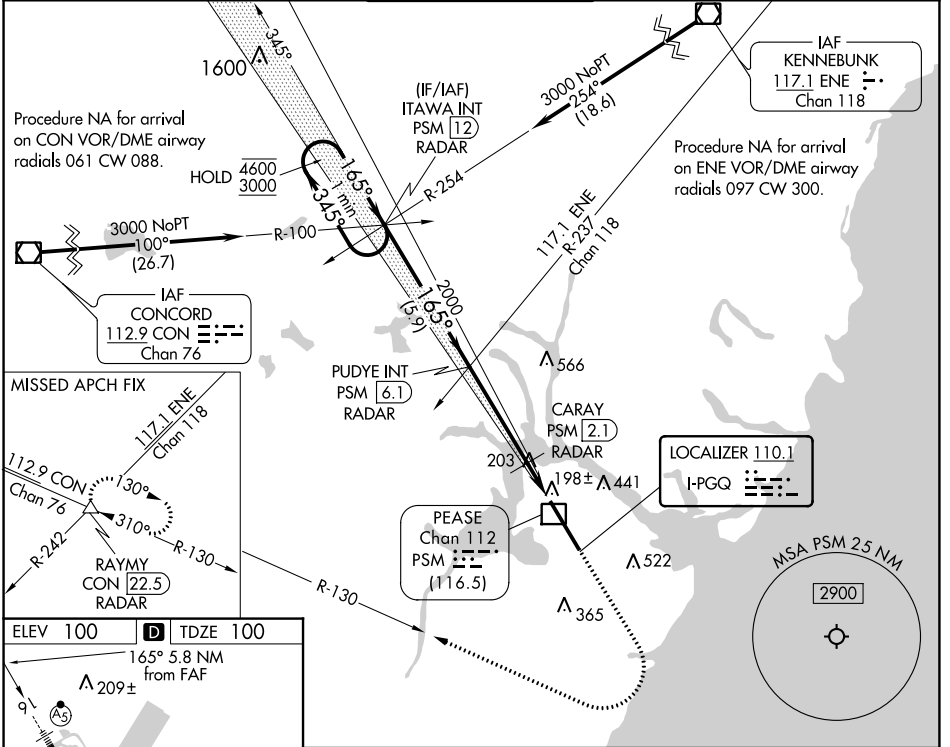 345°
1600
IAF
KENNEBUNK
117.1 ENE
Chan 118
3000 NoPT
254°
(18.6)
(IF/IAF)
ITAWA INT
PSM 12
RADAR
Procedure NA for arrival
on CON VOR/DME airway
radials 061 CW 088.
Procedure NA for arrival
on ENE VOR/DME airway
radials 097 CW 300.
HOLD 4600
3000
165°
1 min
345°
R-254
3000 NoPT
100°
(26.7)
R-100
117.1 ENE
R-237
Chan 118
IAF
CONCORD
112.9 CON
Chan 76
2000
165°
(5.9)
PUDYE INT
PSM 6.1
RADAR
566
CARAY
PSM 2.1
RADAR
203
198±
441
LOCALIZER 110.1
I-PGQ
MISSED APCH FIX
117.1 ENE
Chan 118
112.9 CON
Chan 76
130°
310°
R-242
R-130
RAYMY
CON 22.5
RADAR
PEASE
Chan 112
PSM
(116.5)
522
365
R-130
MSA PSM 25 NM
2900
ELEV 100 D TDZE 100
165° 5.8 NM
from FAF
209±
16
A5